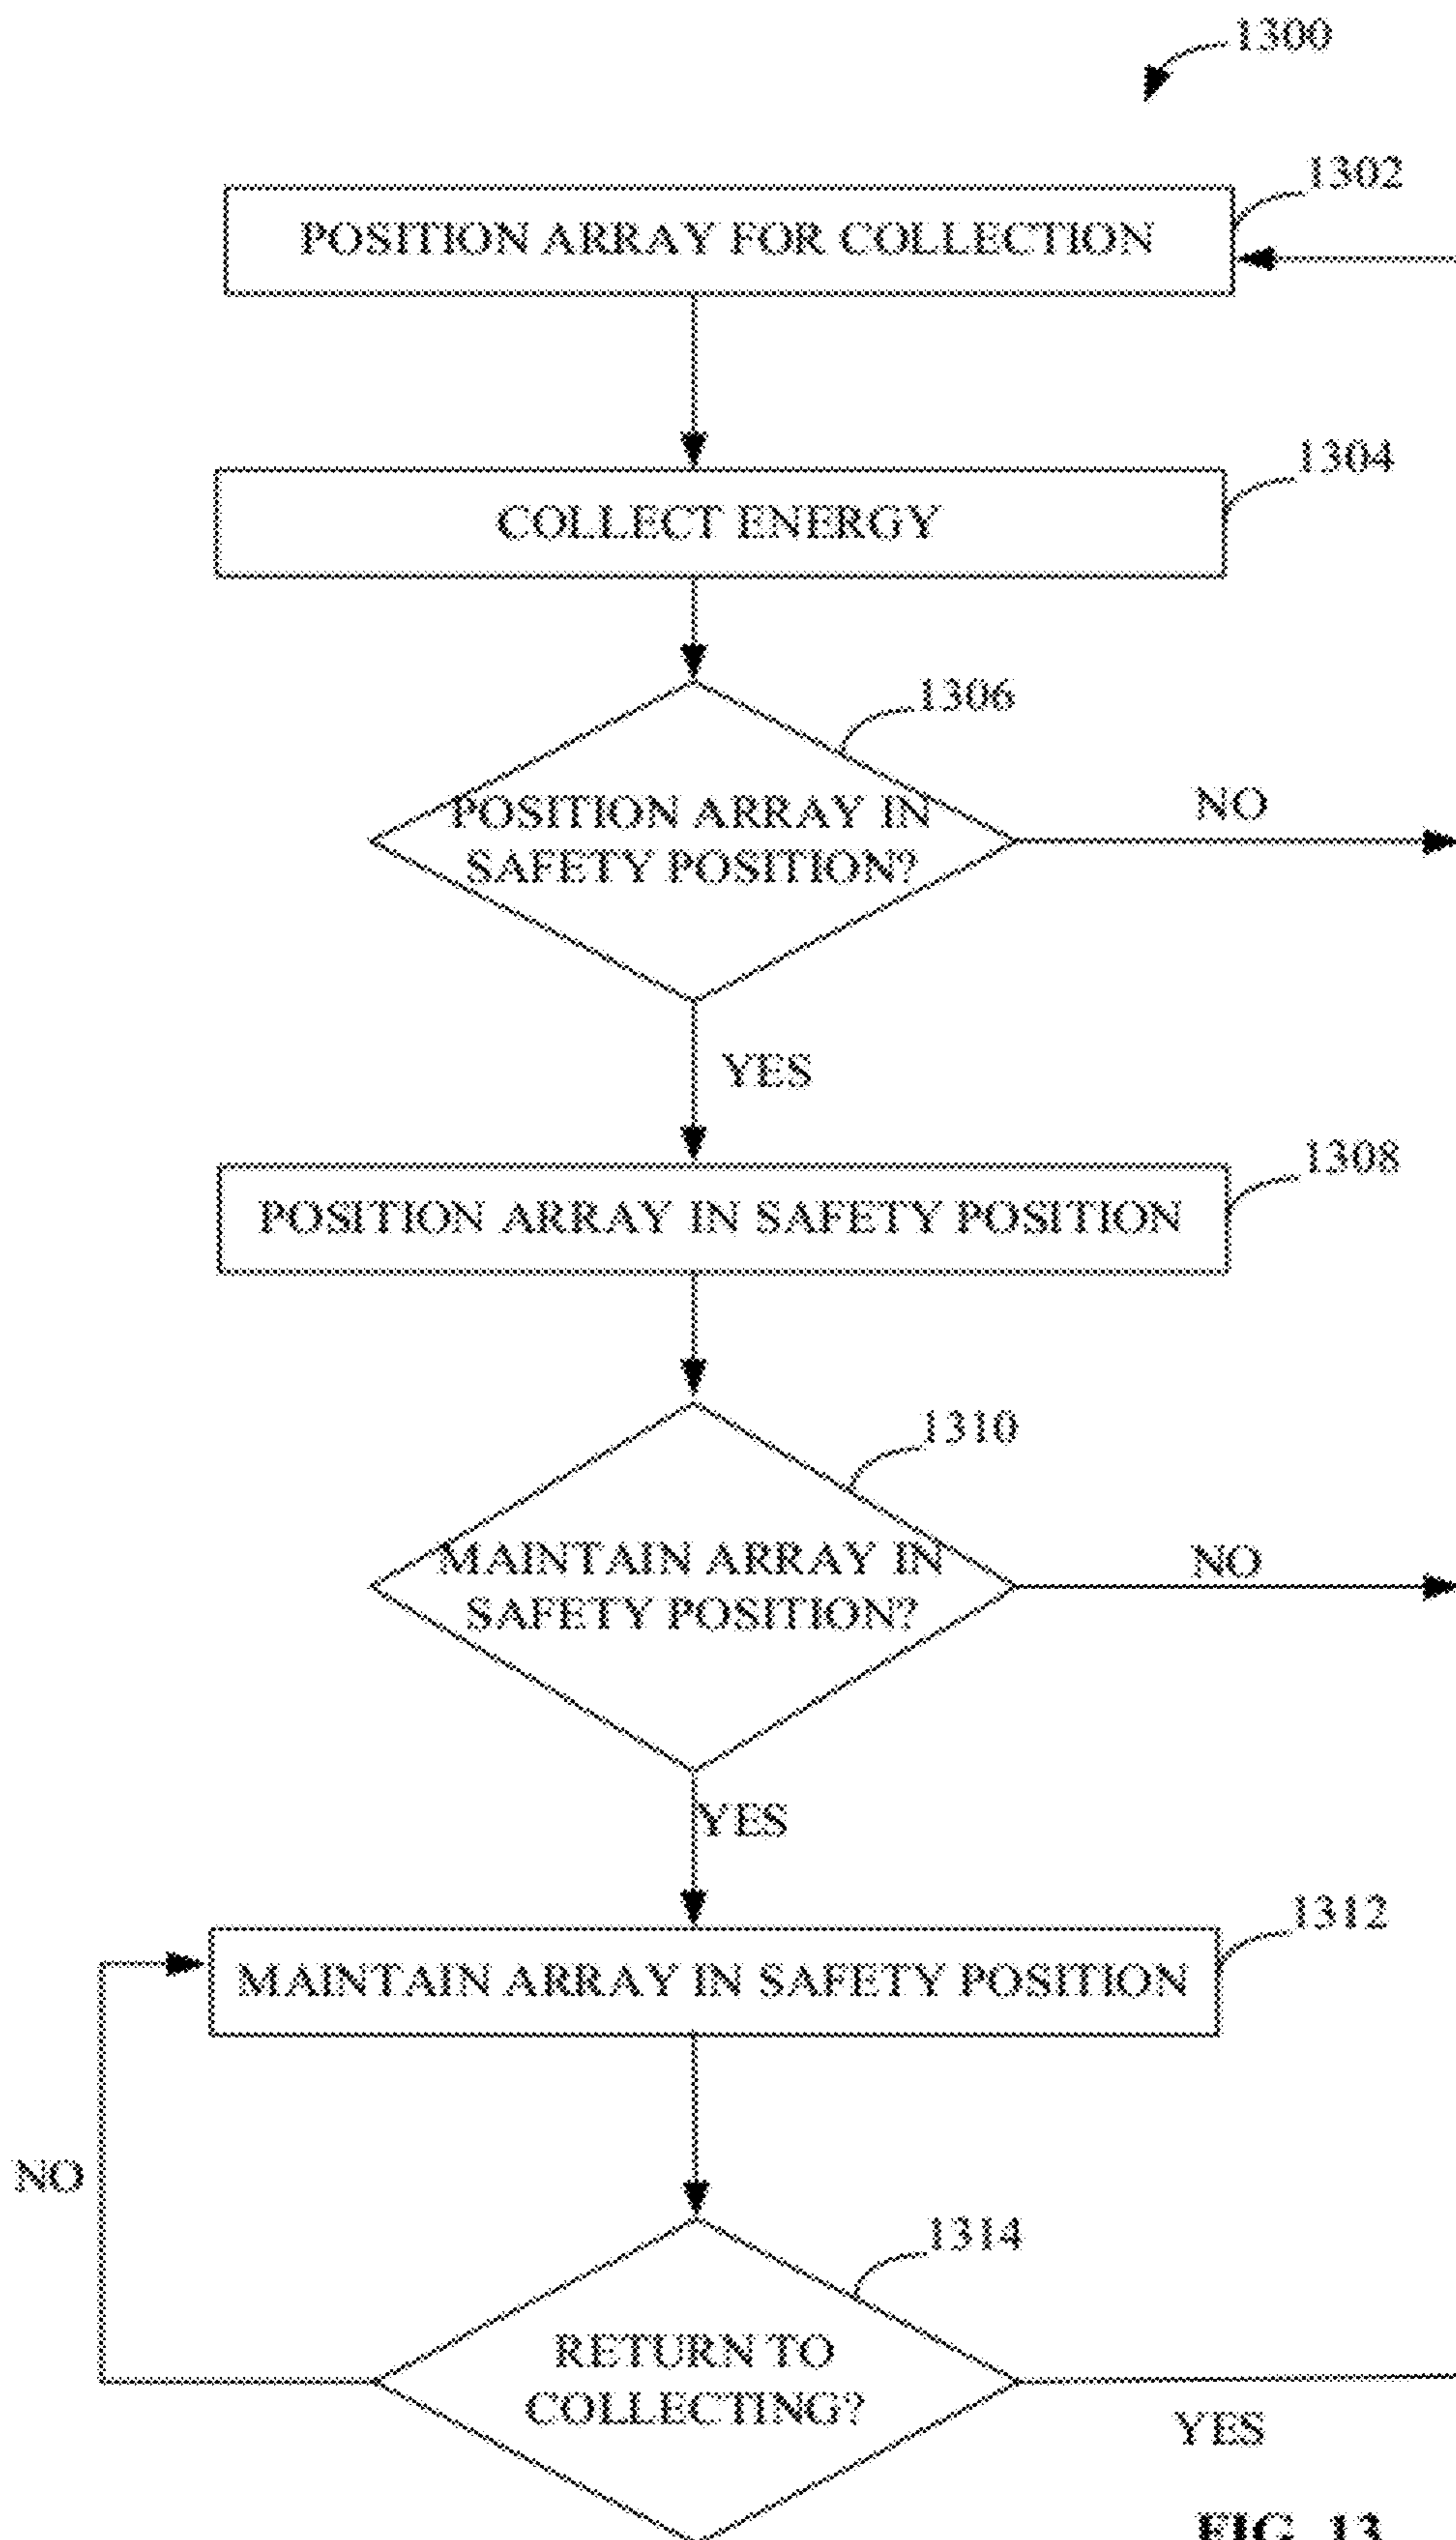 1300
1302
POSITION ARRAY FOR COLLECTION
1304
COLLECT ENERGY
1306
POSITION ARRAY IN
SAFETY POSITION?
NO
YES
1308
POSITION ARRAY IN SAFETY POSITION
1310
MAINTAIN ARRAY IN
SAFETY POSITION?
NO
YES
1312
MAINTAIN ARRAY IN SAFETY POSITION
NO
1314
RETURN TO
COLLECTING?
YES
FIG. 13